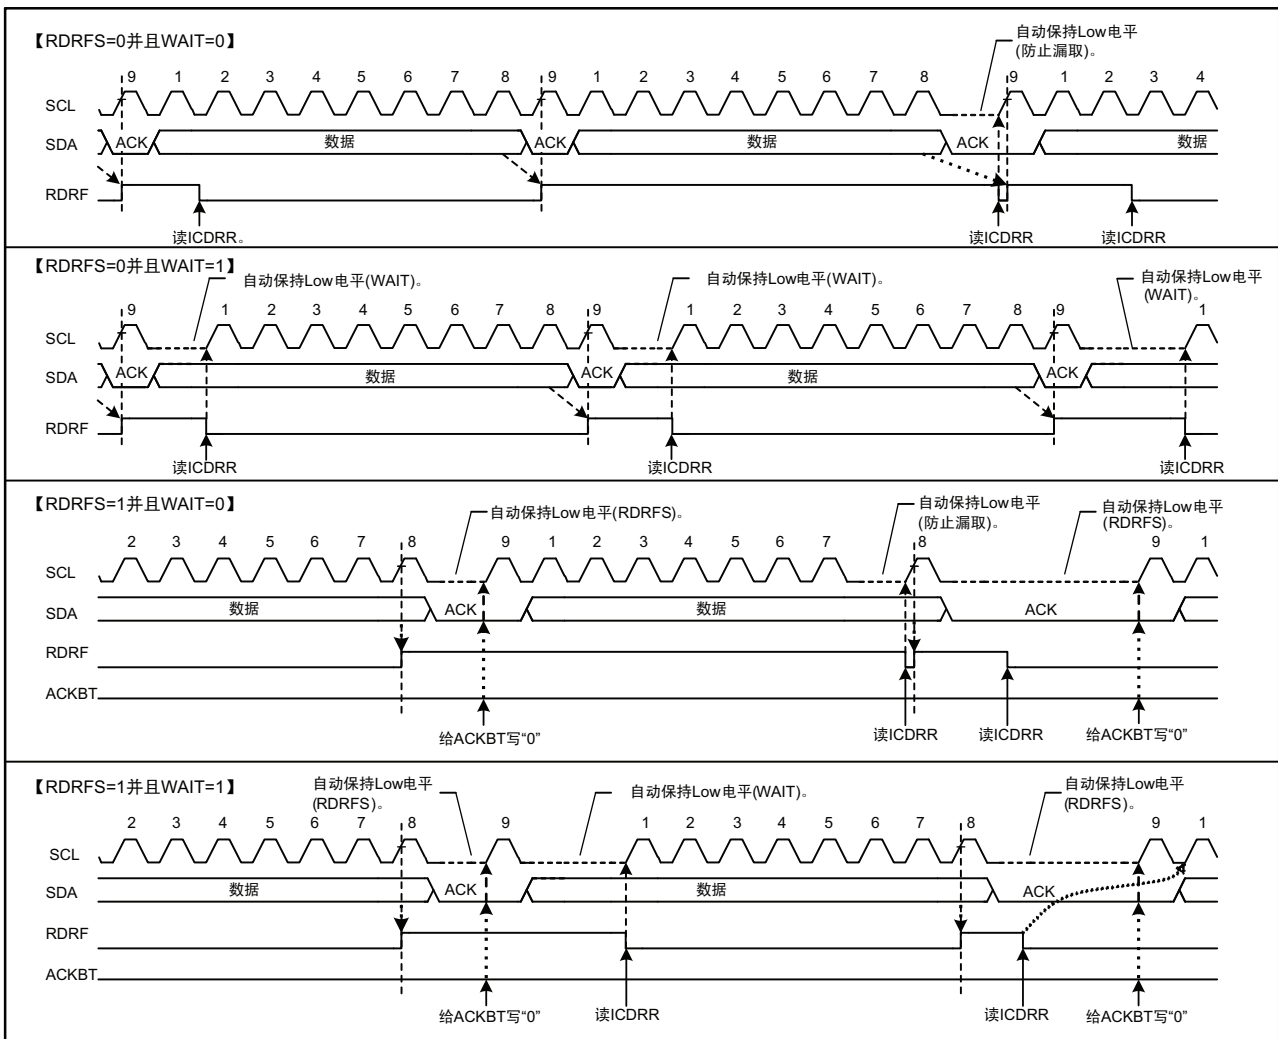 【RDRFS=0并且WAIT=0】
自动保持Low电平
(防止漏取)。
9 1 2 3 4 5 6 7 8 9 1 2 3 4 5 6 7 8 9 1 2 3 4
SCL
SDA ACK 数据 ACK 数据 ACK 数据
RDRF
读ICDRR。 读ICDRR 读ICDRR
【RDRFS=0并且WAIT=1】
自动保持Low电平(WAIT)。 自动保持Low电平(WAIT)。 自动保持Low电平
(WAIT)。
9 1 2 3 4 5 6 7 8 9 1 2 3 4 5 6 7 8 9 1
SCL
SDA ACK 数据 ACK 数据 ACK
RDRF
读ICDRR 读ICDRR 读ICDRR
【RDRFS=1并且WAIT=0】
自动保持Low电平(RDRFS)。 自动保持Low电平
(防止漏取)。
自动保持Low电平
(RDRFS)。
2 3 4 5 6 7 8 9 1 2 3 4 5 6 7 8 9 1
SCL
SDA 数据 ACK 数据 ACK
RDRF
ACKBT
给ACKBT写“0” 读ICDRR 读ICDRR 给ACKBT写“0”
【RDRFS=1并且WAIT=1】
自动保持Low电平
(RDRFS)。
自动保持Low电平(WAIT)。
自动保持Low电平
(RDRFS)。
2 3 4 5 6 7 8 9 1 2 3 4 5 6 7 8 9 1
SCL
SDA 数据 ACK 数据 ACK
RDRF
ACKBT
给ACKBT写“0” 读ICDRR 读ICDRR 给ACKBT写“0”